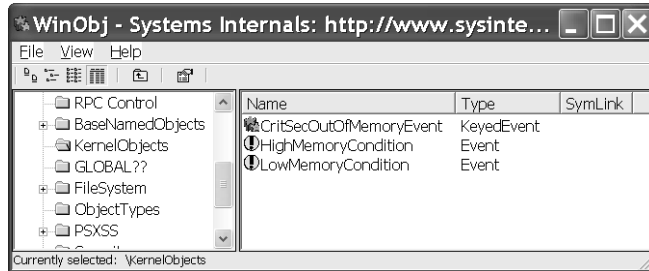 WinObj - Systems Internals: http://www.sysinte...
File View Help
Name Type SymLink
RPC Control
BaseNamedObjects
KernelObjects
GLOBAL??
FileSystem
ObjectTypes
PSXSS
CritSecOutOfMemoryEvent KeyedEvent
HighMemoryCondition Event
LowMemoryCondition Event
Currently selected: \KernelObjects